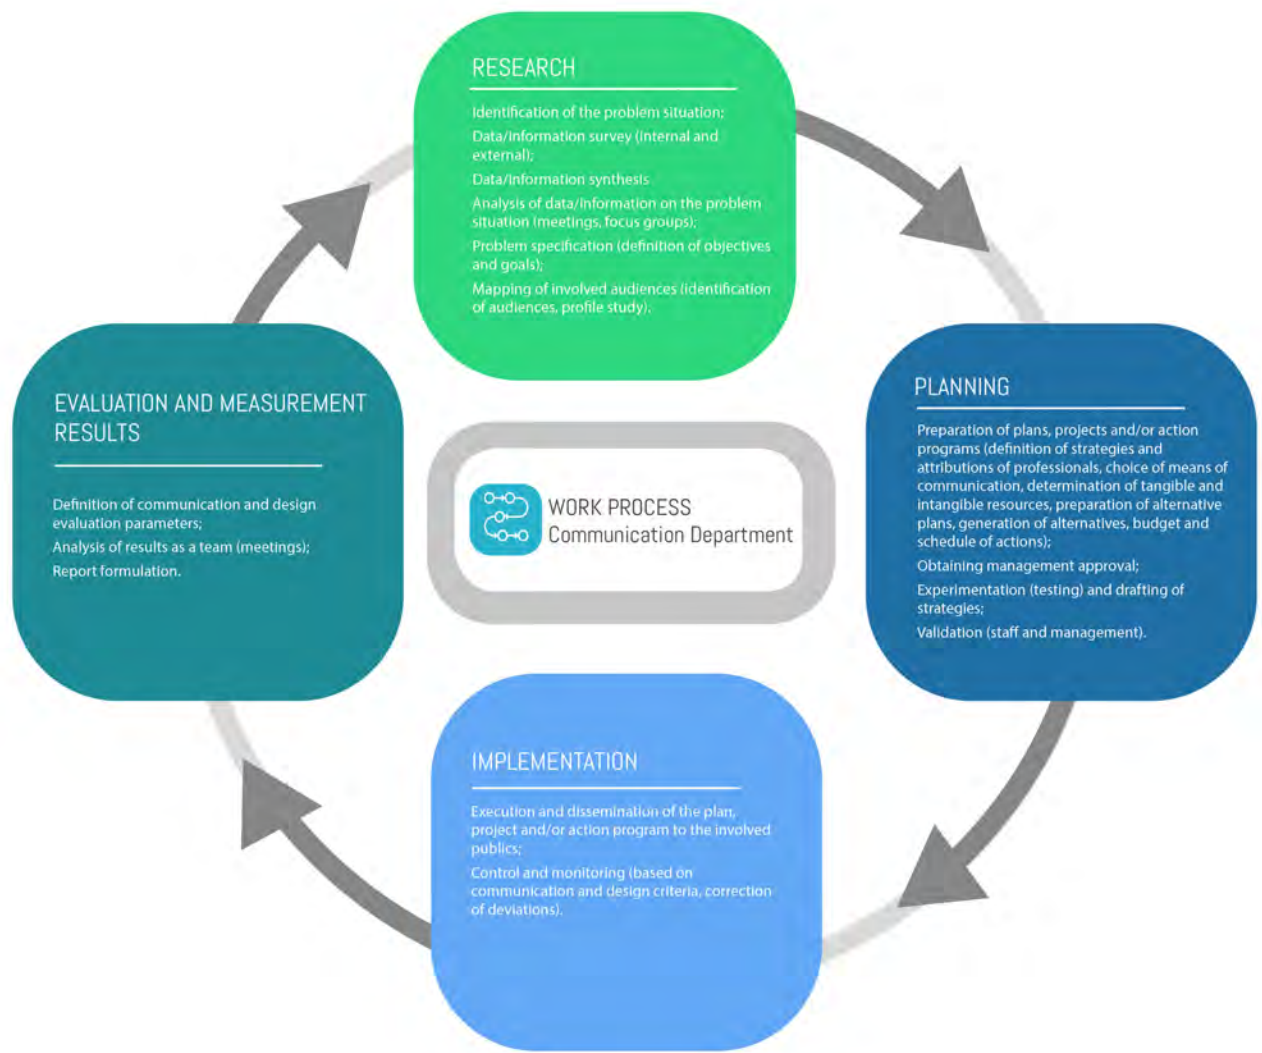 RESEARCH
Identification of the problem situation;
Data/information survey (internal and
external);
Data/information synthesis
Analysis of data/information on the problem
situation (meetings, focus groups);
Problem specification (definition of objectives
and goals);
Mapping of involved audiences (identification
of audiences, profile study).
PLANNING
Preparation of plans, projects and/or action
programs (definition of strategies and
attributions of professionals, choice of means of
communication, determination of tangible and
intangible resources, preparation of alternative
plans, generation of alternatives, budget and
schedule of actions);
Obtaining management approval;
Experimentation (testing) and drafting of
strategies;
Validation (staff and management).
IMPLEMENTATION
Execution and dissemination of the plan,
project and/or action program to the involved
publics;
Control and monitoring (based on
communication and design criteria, correction
of deviations).
EVALUATION AND MEASUREMENT
RESULTS
Definition of communication and design
evaluation parameters;
Analysis of results as a team (meetings);
Report formulation.
WORK PROCESS
Communication Department